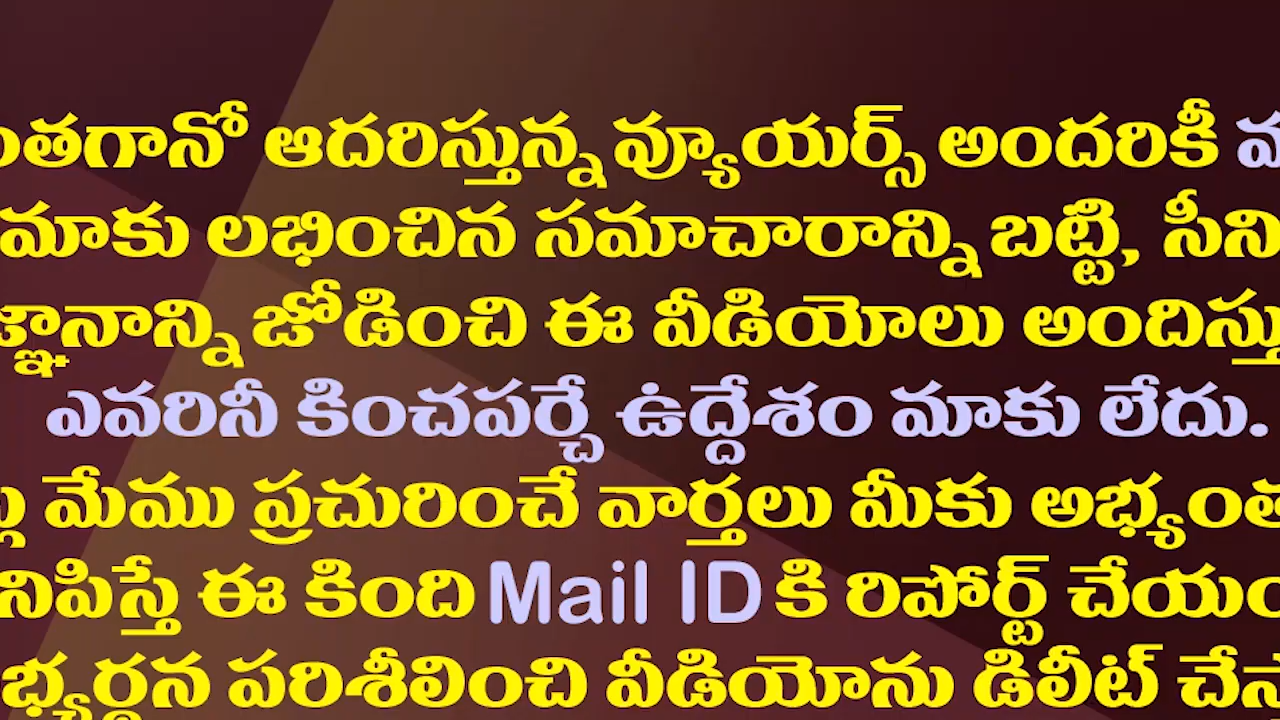 ంతగానో ఆదరిస్తున్న వ్యూయర్స్ అందరికీ
మాకు లభించిన సమాచారాన్ని బట్టి, సీని
జ్ఞానాన్ని జోడించి ఈ వీడియోలు అందిస్తు
ఎవరినీ కించపర్చే ఉద్దేశం మాకు లేదు.
మేము ప్రచురించే వార్తలు మీకు అభ్యంత
నిపిస్తే ఈ కింది Mail ID కి రిపోర్ట్ చేయం
భ్యర్థన పరిశీలించి వీడియోను డిలీట్ చేస